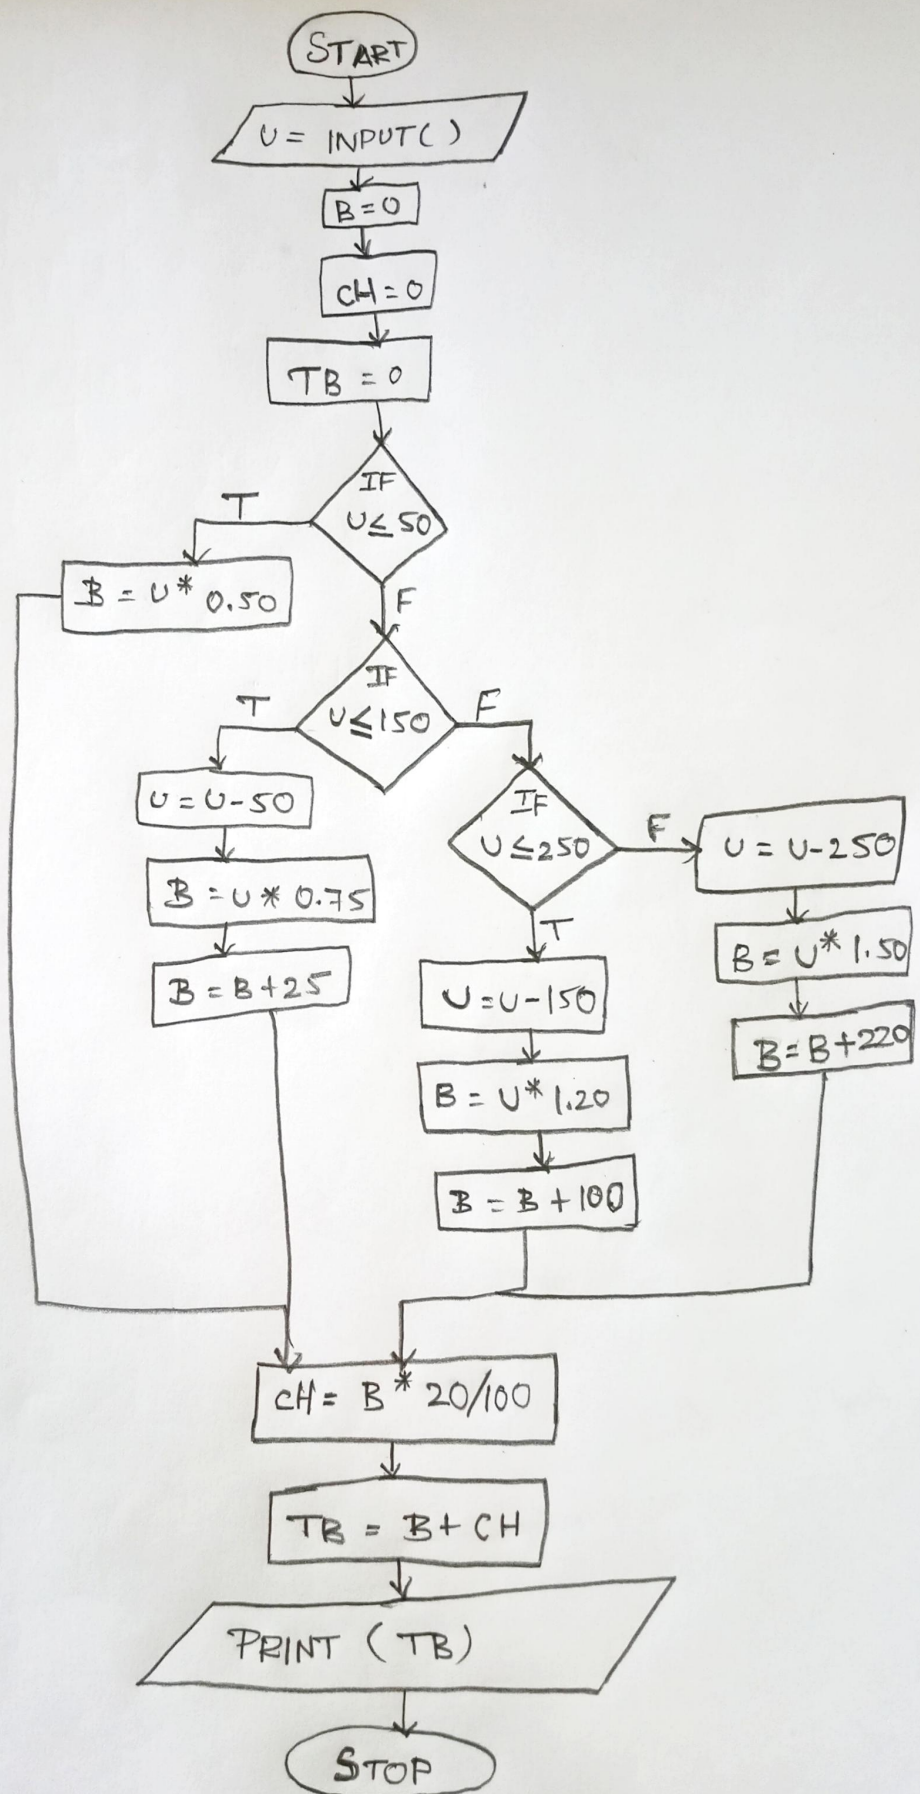 START
U = INPUT()
B=0
CH=0
TB = 0
IF
U≤50
T
F
B = U* 0.50
IF
U≤150
T
F
U=U-50
B=U* 0.75
B=B+25
IF
U≤250
F
T
U=U-150
B=U* 1.20
B=B+100
U=U-250
B=U* 1.50
B=B+220
CH= B* 20/100
TB = B+ CH
PRINT (TB)
STOP